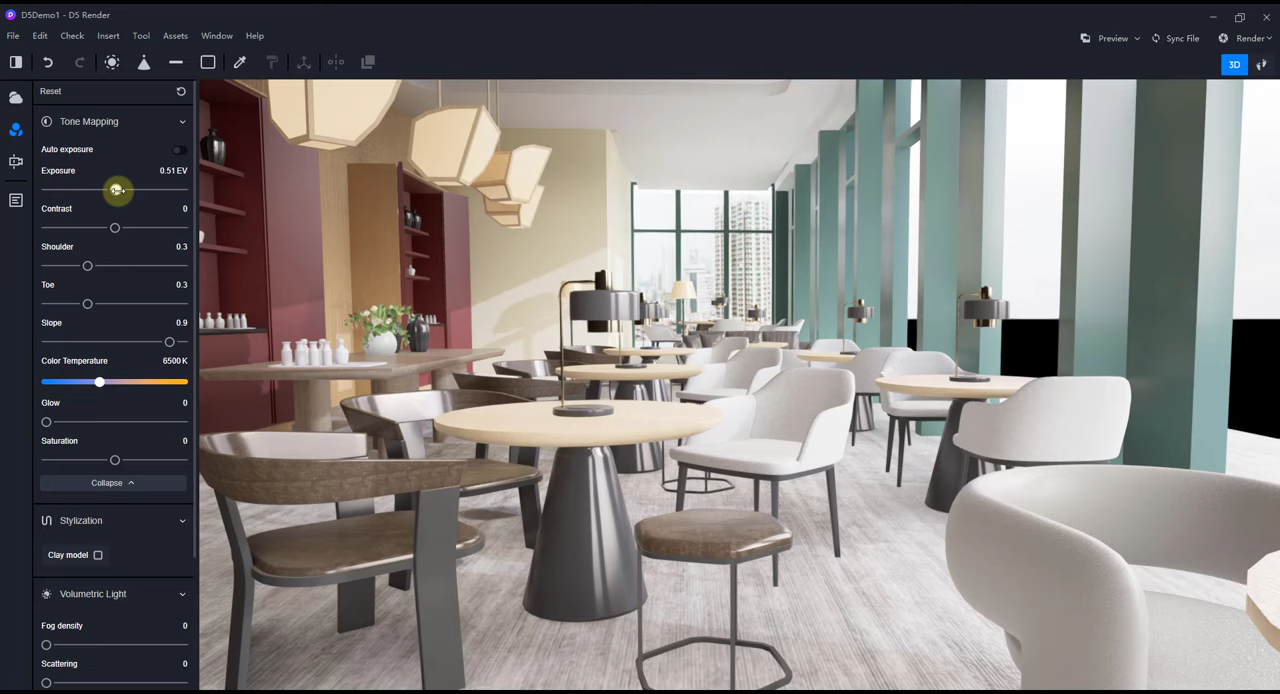 D5Demo1 - D5 Render
File Edit Check Insert Tool Assets Window Help
Preview Sync File Render
3D
Reset
Tone Mapping
Auto exposure
Exposure 0.51 EV
Contrast 0
Shoulder 0.3
Toe 0.3
Slope 0.9
Color Temperature 6500 K
Glow 0
Saturation 0
Collapse
Stylization
Clay model
Volumetric Light
Fog density 0
Scattering 0